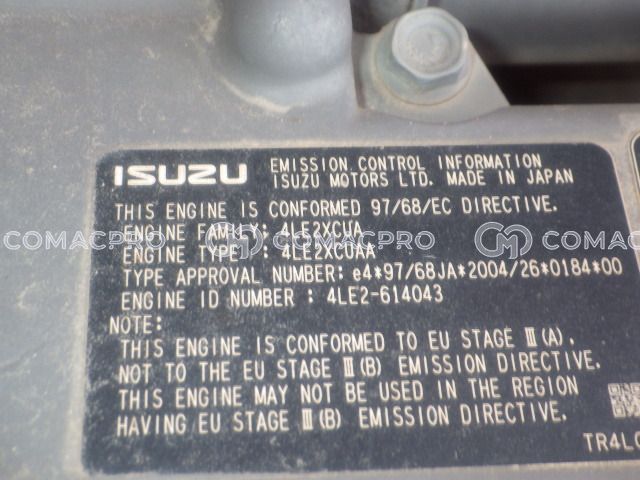 ISUZU EMISSION CONTROL INFORMATION
ISUZU MOTORS LTD. MADE IN JAPAN
THIS ENGINE IS CONFORMED 97/68/EC DIRECTIVE.
ENGINE FAMILY: 4LE2XCUA
ENGINE TYPE: 4LE2XCUAA
COMACPRO COMACPRO
TYPE APPROVAL NUMBER: e4*97/68JA*2004/26*0184*00
ENGINE ID NUMBER : 4LE2-614043
NOTE:
THIS ENGINE IS CONFORMED TO EU STAGE Ⅲ(A),
NOT TO THE EU STAGE Ⅲ(B) EMISSION DIRECTIVE.
THIS ENGINE MAY NOT BE USED IN THE REGION
HAVING EU STAGE Ⅲ(B) EMISSION DIRECTIVE.
TR4LC